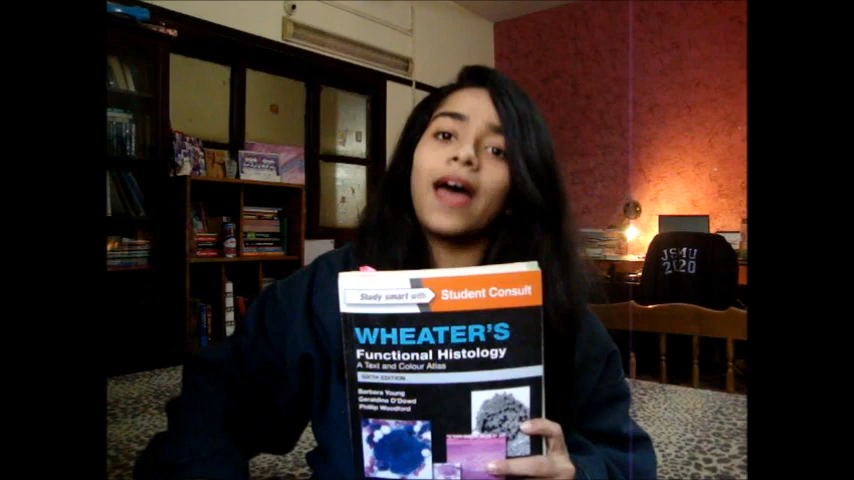 JSMU
2020
Study smart with
Student Consult
WHEATER'S
Functional Histology
A Text and Colour Atlas
SIXTH EDITION
Barbara Young
Geraldine O'Dowd
Phillip Woodford